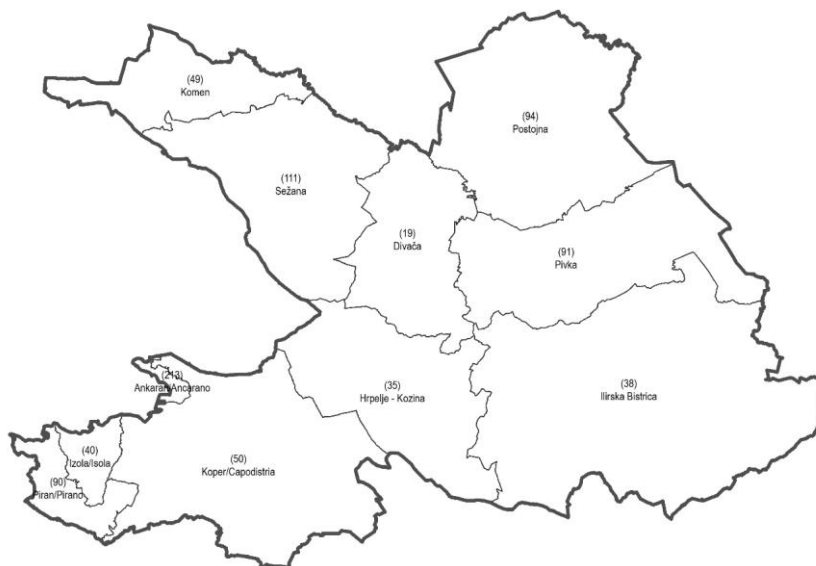 (49)
Komen
(94)
Postojna
(111)
Sežana
(19)
Divača
(91)
Pivka
(213)
Ankaran/Ancarano
(35)
Hrpelje - Kozina
(38)
Ilirska Bistrica
(40)
Izola/Isola
(50)
Koper/Capodistria
(90)
Piran/Pirano